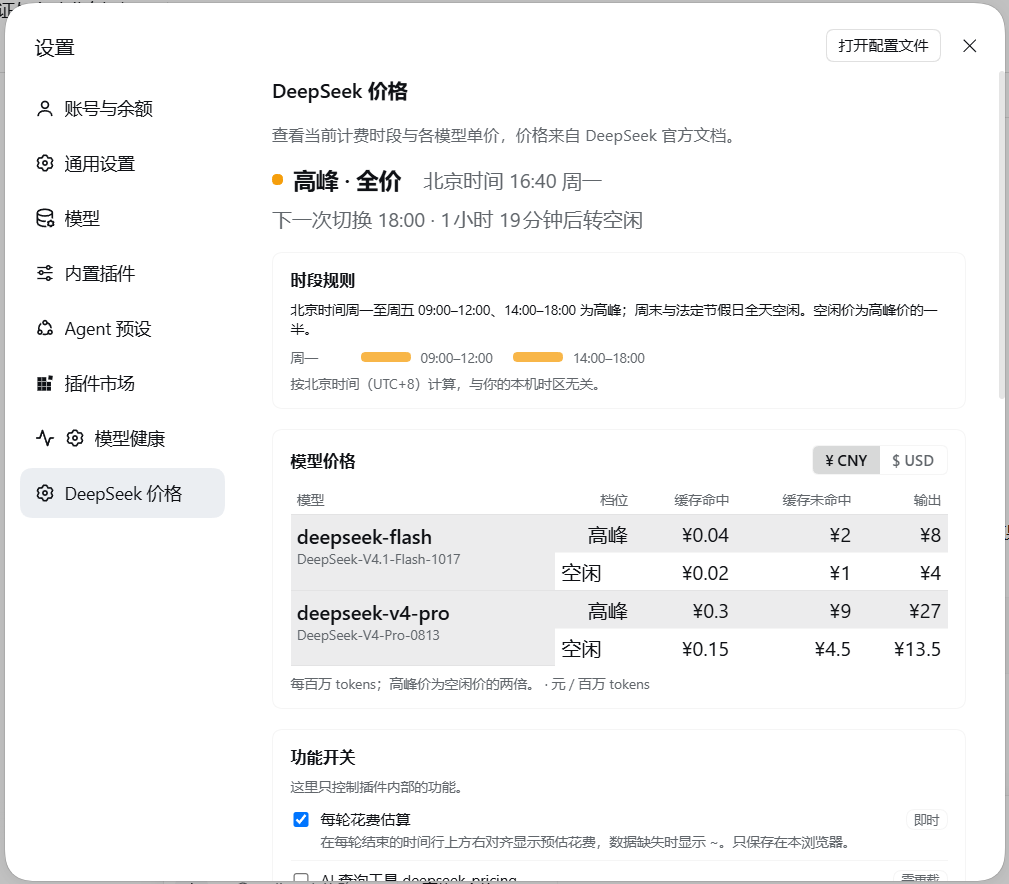 设置
打开配置文件
账号与余额
通用设置
模型
内置插件
Agent 预设
插件市场
模型健康
DeepSeek 价格
DeepSeek 价格
查看当前计费时段与各模型单价，价格来自 DeepSeek 官方文档。
高峰 · 全价 北京时间 16:40 周一
下一次切换 18:00 · 1 小时 19 分钟后转空闲
时段规则
北京时间周一至周五 09:00–12:00、14:00–18:00 为高峰；周末与法定节假日全天空闲。空闲价为高峰价的一
半。
周一 09:00–12:00 14:00–18:00
按北京时间（UTC+8）计算，与你的本机时区无关。
模型价格 ¥ CNY $ USD
模型 档位 缓存命中 缓存未命中 输出
deepseek-flash 高峰 ¥0.04 ¥2 ¥8
DeepSeek-V4.1-Flash-1017
空闲 ¥0.02 ¥1 ¥4
deepseek-v4-pro 高峰 ¥0.3 ¥9 ¥27
DeepSeek-V4-Pro-0813
空闲 ¥0.15 ¥4.5 ¥13.5
每百万 tokens；高峰价为空闲价的两倍。 · 元 / 百万 tokens
功能开关
这里只控制插件内部的功能。
每轮花费估算 即时
在每轮结束的时间行上方右对齐显示预估花费，数据缺失时显示 ~。只保存在本浏览器。
AI 查询工具 deepseek-pricing 需重载